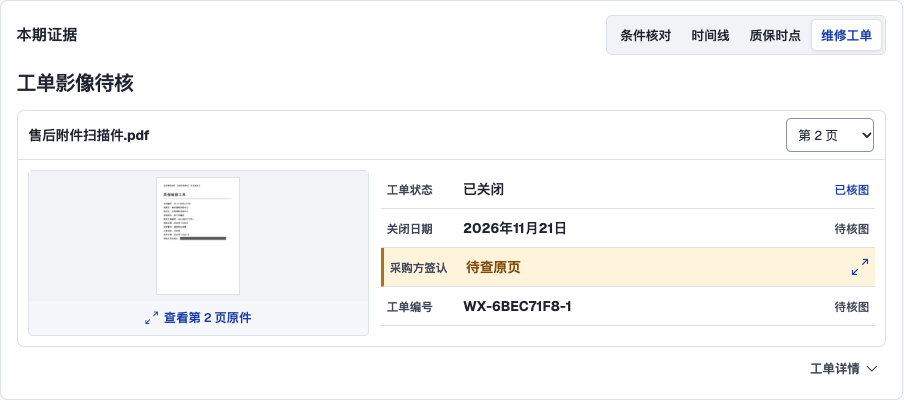 本期证据
条件核对 时间线 质保时点 维修工单
工单影像待核
售后附件扫描件.pdf
第 2 页
工单状态 已关闭 已核图
关闭日期 2026年11月21日 待核图
采购方签认 待查原页
工单编号 WX-6BEC71F8-1 待核图
查看第 2 页原件
工单详情